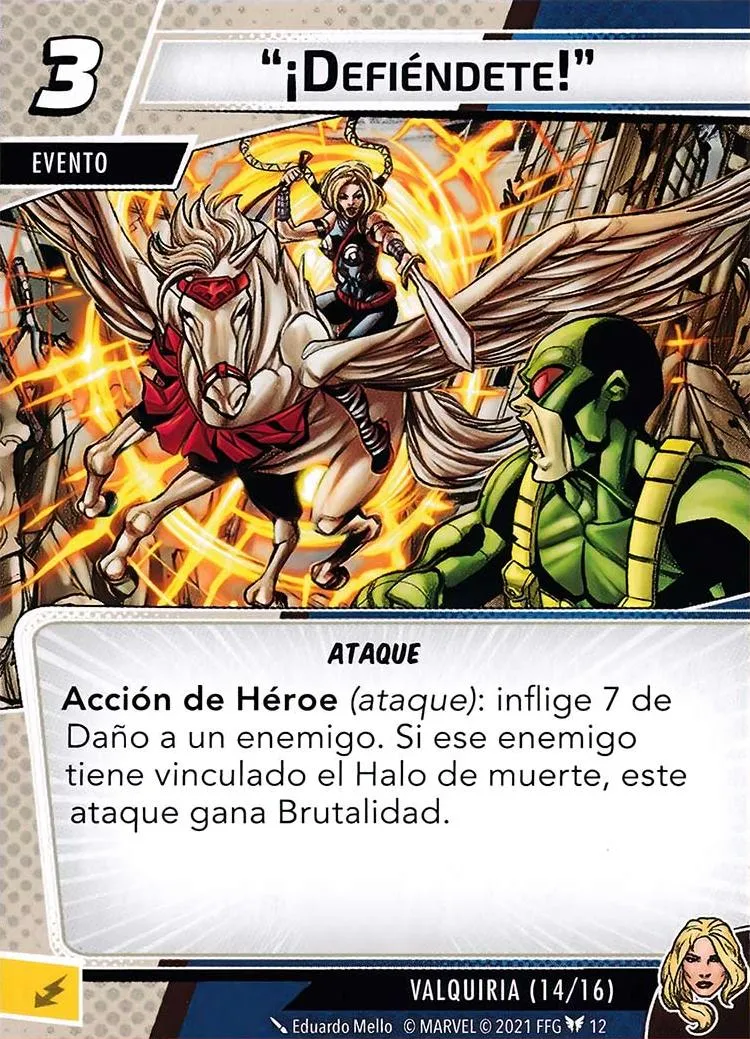 3
“¡Defiéndete!”
EVENTO
ATAQUE
Acción de Héroe (ataque): inflige 7 de
Daño a un enemigo. Si ese enemigo
tiene vinculado el Halo de muerte, este
ataque gana Brutalidad.
VALQUIRIA (14/16)
Eduardo Mello © MARVEL © 2021 FFG 12